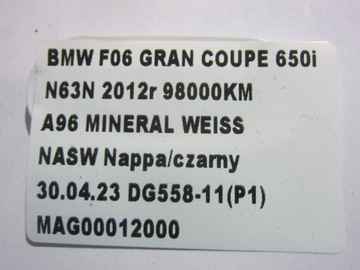 BMW F06 GRAN COUPE 650i
N63N 2012r 98000KM
A96 MINERAL WEISS
NASW Nappa/czarny
30.04.23 DG558-11(P1)
MAG00012000